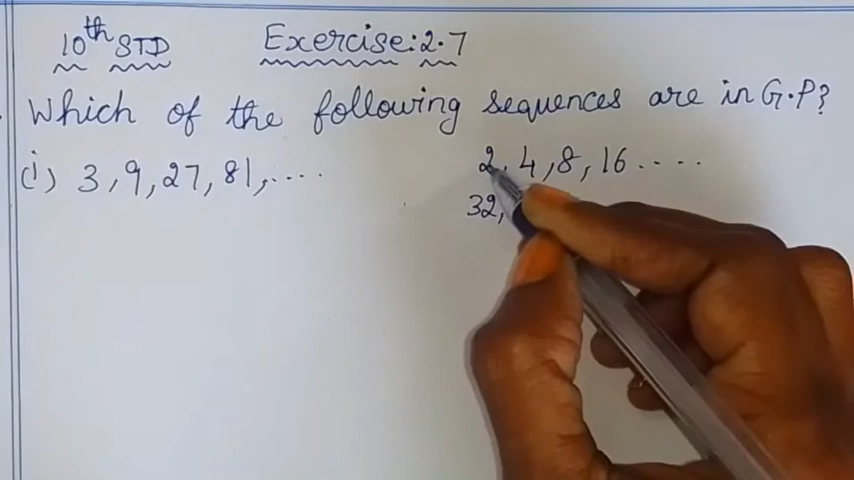 10th STD Exercise: 2.7
Which of the following sequences are in G.P?
(i) 3, 9, 27, 81, .... 2, 4, 8, 16 ....
32,